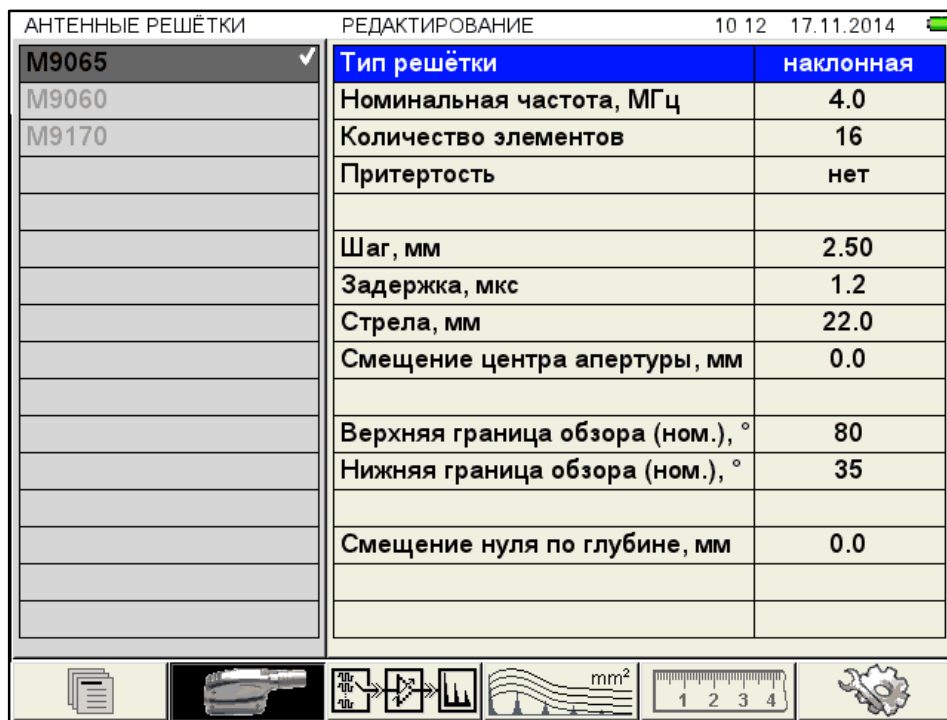 АНТЕННЫЕ РЕШЁТКИ
РЕДАКТИРОВАНИЕ 10 12 17.11.2014
M9065
M9060
M9170
Тип решётки наклонная
Номинальная частота, МГц 4.0
Количество элементов 16
Притертость нет
Шаг, мм 2.50
Задержка, мкс 1.2
Стрела, мм 22.0
Смещение центра апертуры, мм 0.0
Верхняя граница обзора (ном.), ° 80
Нижняя граница обзора (ном.), ° 35
Смещение нуля по глубине, мм 0.0
mm²
1 2 3 4